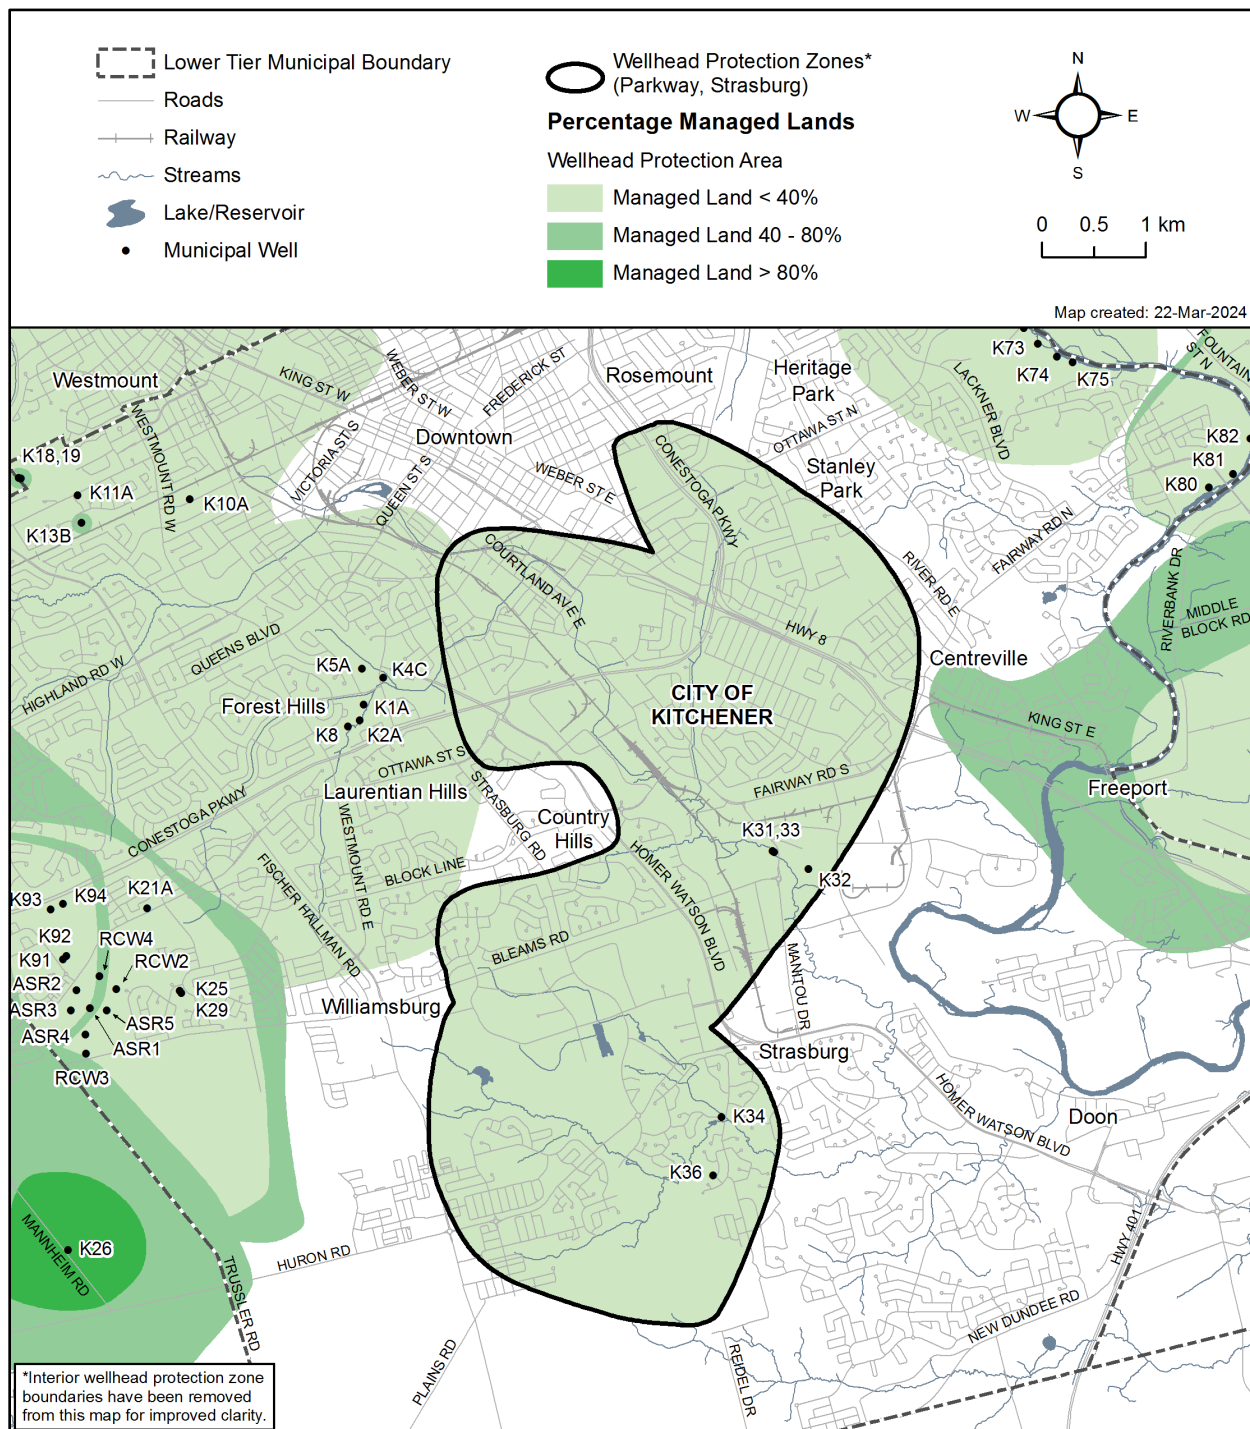 Lower Tier Municipal Boundary
Roads
Railway
Streams
Lake/Reservoir
Municipal Well
Wellhead Protection Zones*
(Parkway, Strasburg)
Percentage Managed Lands
Wellhead Protection Area
Managed Land < 40%
Managed Land 40 - 80%
Managed Land > 80%
N
W
E
S
0 0.5 1 km
Map created: 22-Mar-2024
Westmount
KING ST W
WEBER ST W
FREDERICK ST
Rosemount
Heritage
Park
K73
K74
K75
FOUNTAIN
ST N
LACKNER BLVD
WESTMOUNT RD W
VICTORIA ST S
Downtown
QUEEN ST S
WEBER ST E
CONESTOGA PKWY
OTTAWA ST N
Stanley
Park
K82
K81
K80
K18,19
K11A
K10A
K13B
COURTLAND AVE E
FAIRWAY RD N
RIVER RD E
RIVERBANK DR
MIDDLE
BLOCK RD
HWY 8
QUEENS BLVD
HIGHLAND RD W
K5A
K4C
Centreville
Forest Hills
K1A
K8
K2A
CITY OF
KITCHENER
KING ST E
OTTAWA ST S
Laurentian Hills
STRASBURG RD
FAIRWAY RD S
Freeport
CONESTOGA PKWY
WESTMOUNT RD E
Country
Hills
K31,33
K32
BLOCK LINE
FISCHER HALLMAN RD
HOMER WATSON BLVD
K93
K94
K21A
K92
K91
RCW4
RCW2
BLEAMS RD
MANITOU DR
ASR2
K25
K29
ASR3
ASR5
ASR4
ASR1
RCW3
Williamsburg
Strasburg
HOMER WATSON BLVD
Doon
K34
K36
HWY 401
MANNHEIM RD
K26
TRUSSLER RD
HURON RD
PLAINS RD
REIDEL DR
NEW DUNDEE RD
*Interior wellhead protection zone
boundaries have been removed
from this map for improved clarity.